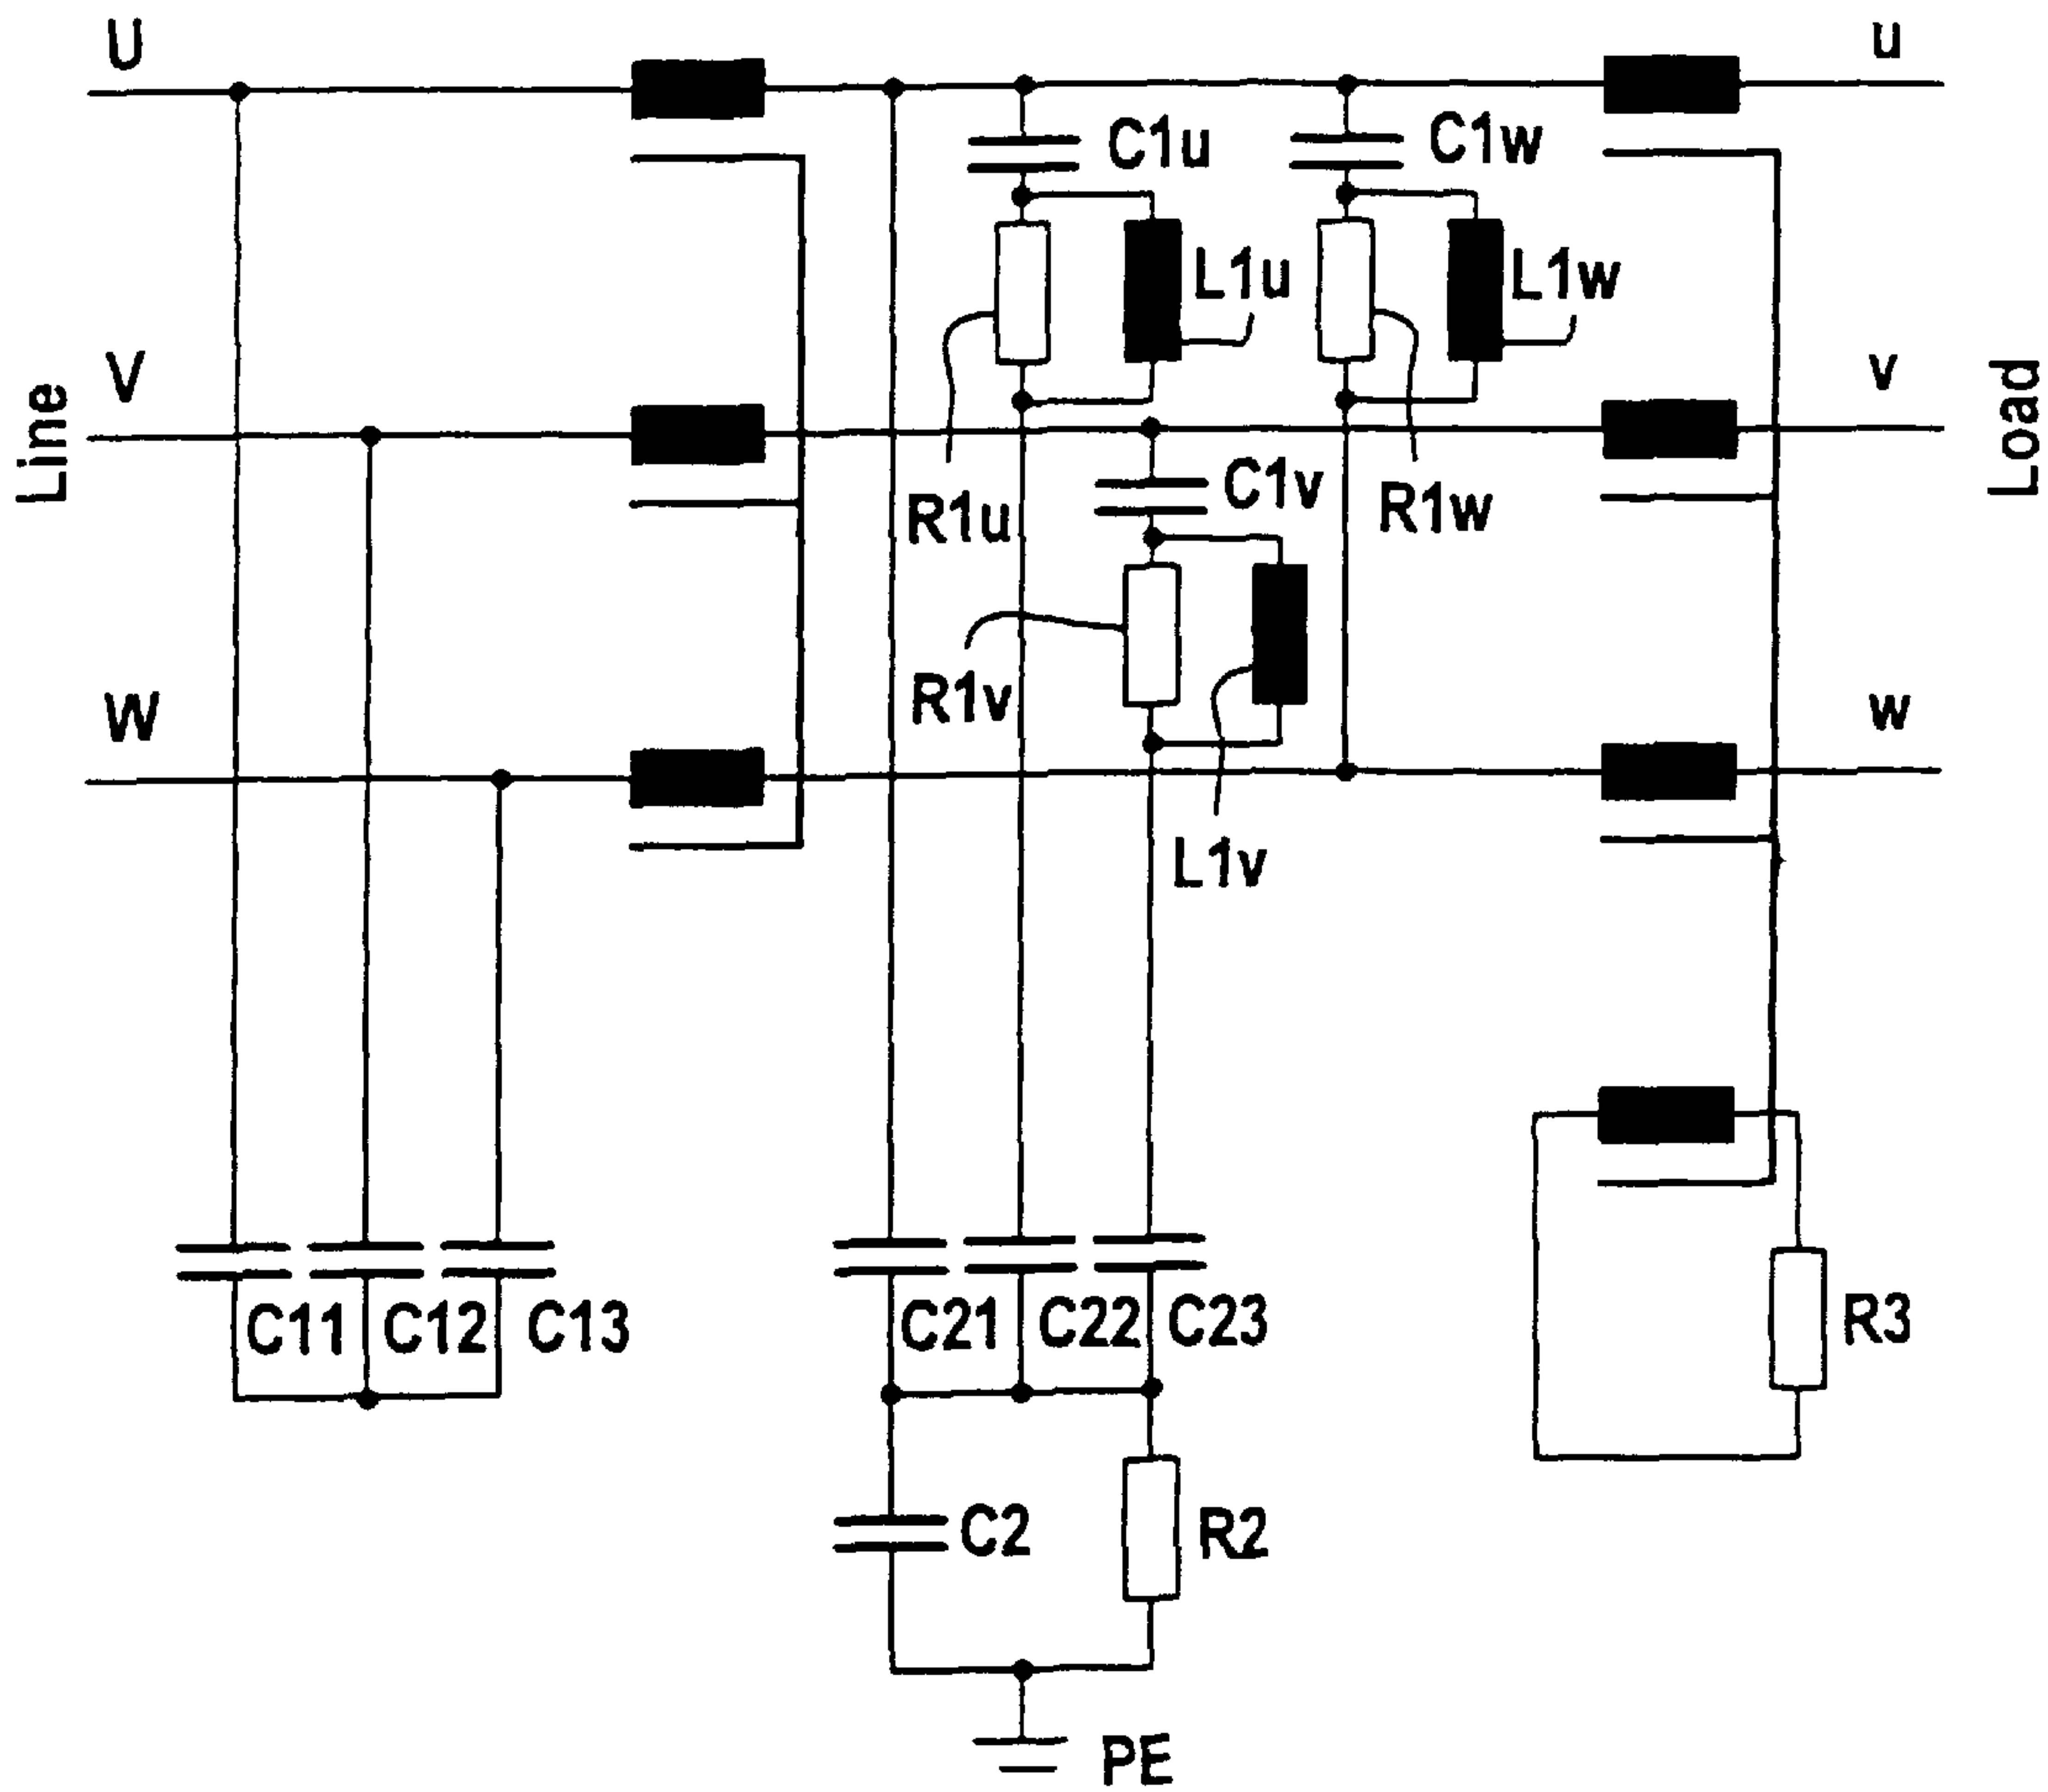 U
u
C1u
C1w
L1u
L1w
Line
V
v
Load
C1v
R1u
R1w
R1v
W
w
L1v
C11
C12
C13
C21
C22
C23
R3
C2
R2
PE